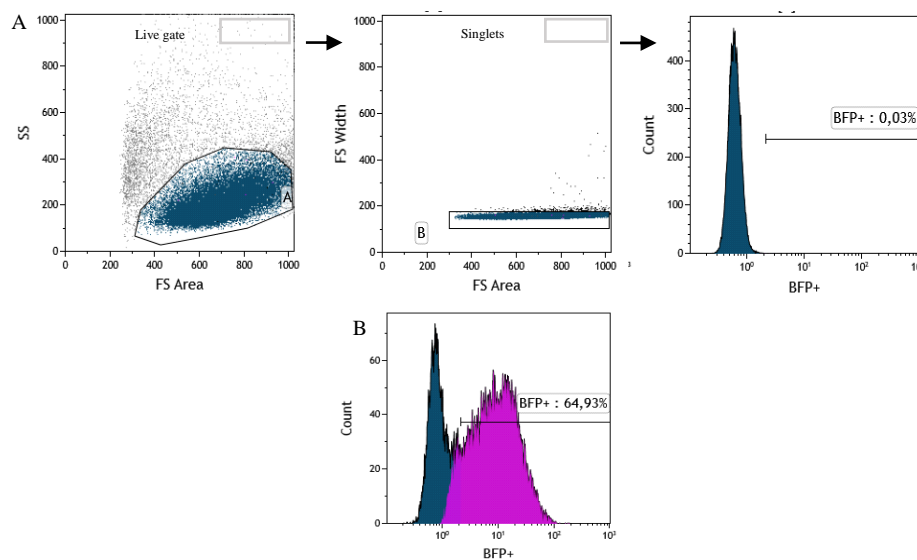 A
Live gate
SS
1000
800
600
400
200
0
A
0 200 400 600 800 1000
FS Area
Singlets
FS Width
1000
800
600
400
200
0
B
0 200 400 600 800 1000
FS Area
3
Count
400
300
200
100
0
BFP+ : 0,03%
10⁰ 10¹ 10² 10³
BFP+
B
Count
60
40
20
0
BFP+ : 64,93%
10⁰ 10¹ 10² 10³
BFP+